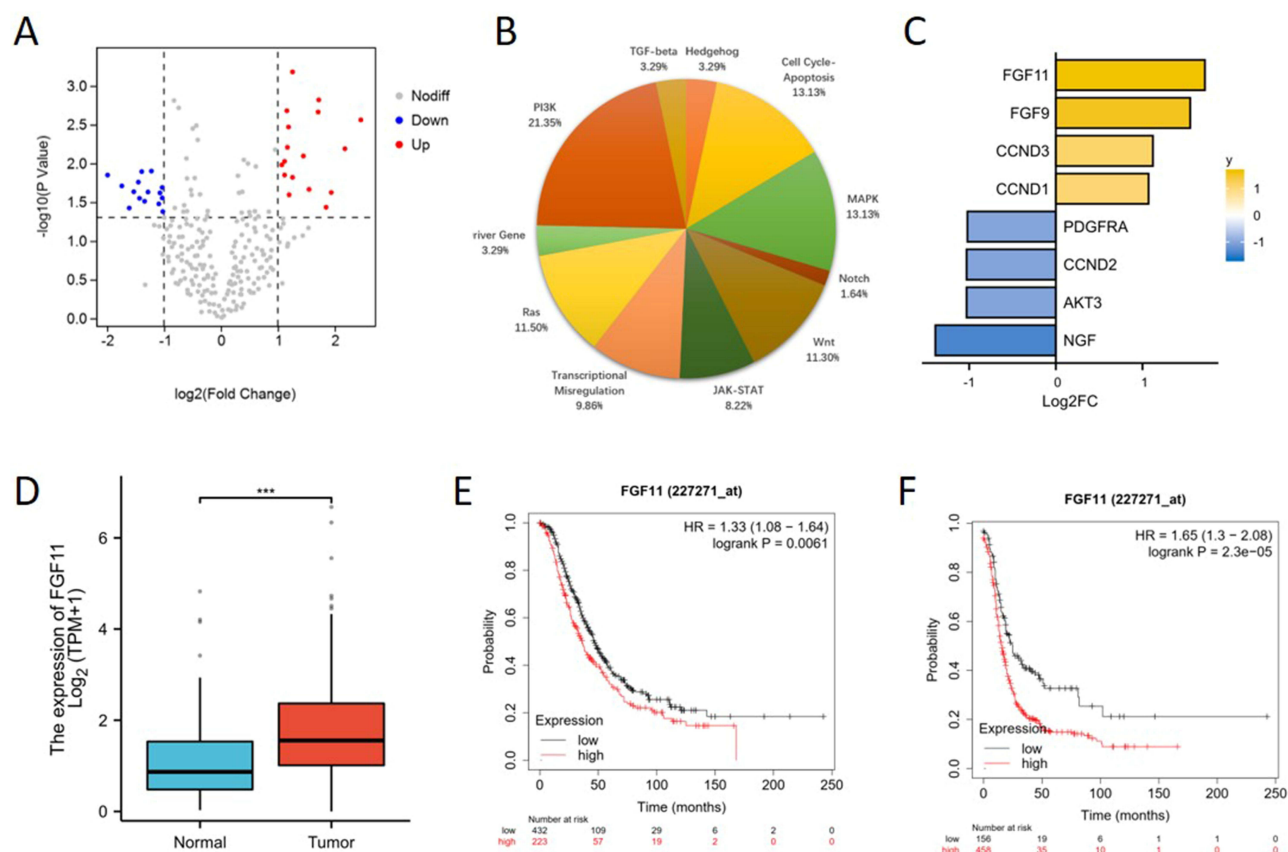 A
-log10(P Value)
3.0
2.5
2.0
1.5
1.0
0.5
0.0
-2
-1
0
1
2
log2(Fold Change)
Nodiff
Down
Up
B
TGF-beta
3.29%
Hedgehog
3.29%
Cell Cycle-
Apoptosis
13.13%
MAPK
13.13%
Notch
1.64%
Wnt
11.30%
JAK-STAT
8.22%
Transcriptional
Misregulation
9.86%
Ras
11.50%
river Gene
3.29%
PI3K
21.35%
C
FGF11
FGF9
CCND3
CCND1
PDGFRA
CCND2
AKT3
NGF
-1
0
1
Log2FC
y
1
0
-1
D
The expression of FGF11
Log2 (TPM+1)
6
4
2
0
***
Normal
Tumor
E
FGF11 (227271_at)
HR = 1.33 (1.08 − 1.64)
logrank P = 0.0061
Probability
1.0
0.8
0.6
0.4
0.2
0.0
Expression
low
high
0
50
100
150
200
250
Time (months)
Number at risk
low 432 109 29 6 2 0
high 223 57 19 2 0 0
F
FGF11 (227271_at)
HR = 1.65 (1.3 − 2.08)
logrank P = 2.3e−05
Probability
1.0
0.8
0.6
0.4
0.2
0.0
Expression
low
high
0
50
100
150
200
250
Time (months)
Number at risk
low 156 19 6 1 1 0
high 458 35 10 1 0 0